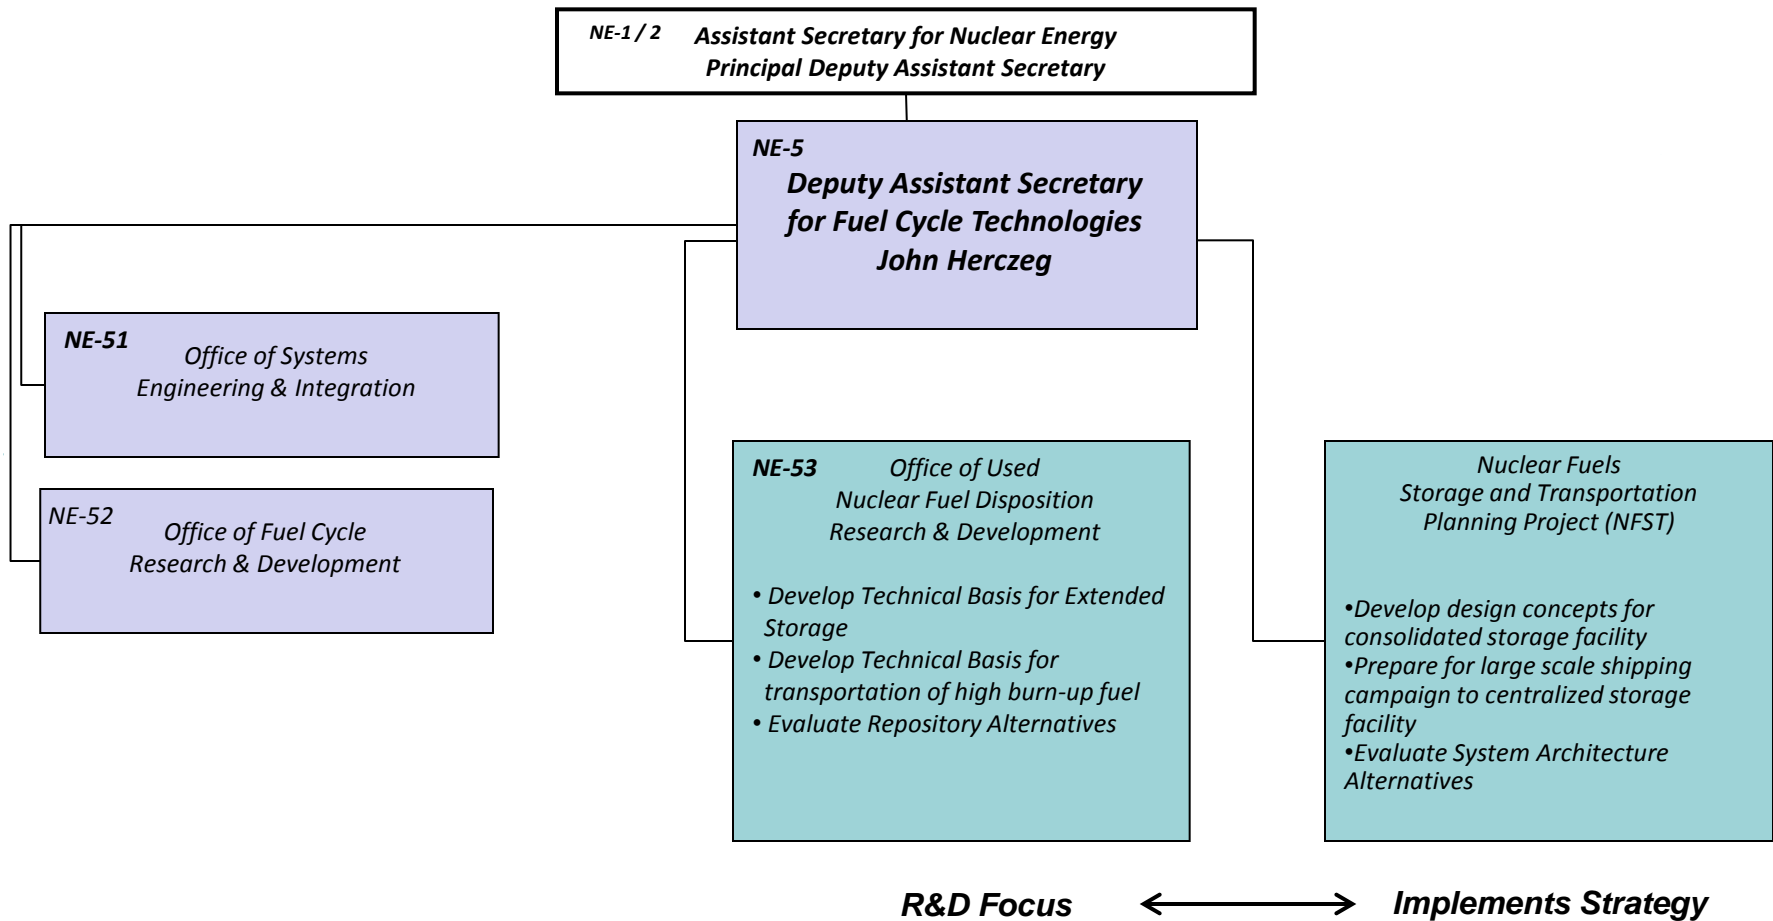 NE-1 / 2 Assistant Secretary for Nuclear Energy
Principal Deputy Assistant Secretary
NE-5
Deputy Assistant Secretary
for Fuel Cycle Technologies
John Herczeg
NE-51
Office of Systems
Engineering & Integration
NE-52
Office of Fuel Cycle
Research & Development
NE-53 Office of Used
Nuclear Fuel Disposition
Research & Development
• Develop Technical Basis for Extended
Storage
• Develop Technical Basis for
transportation of high burn-up fuel
• Evaluate Repository Alternatives
Nuclear Fuels
Storage and Transportation
Planning Project (NFST)
•Develop design concepts for
consolidated storage facility
•Prepare for large scale shipping
campaign to centralized storage
facility
•Evaluate System Architecture
Alternatives
R&D Focus
Implements Strategy